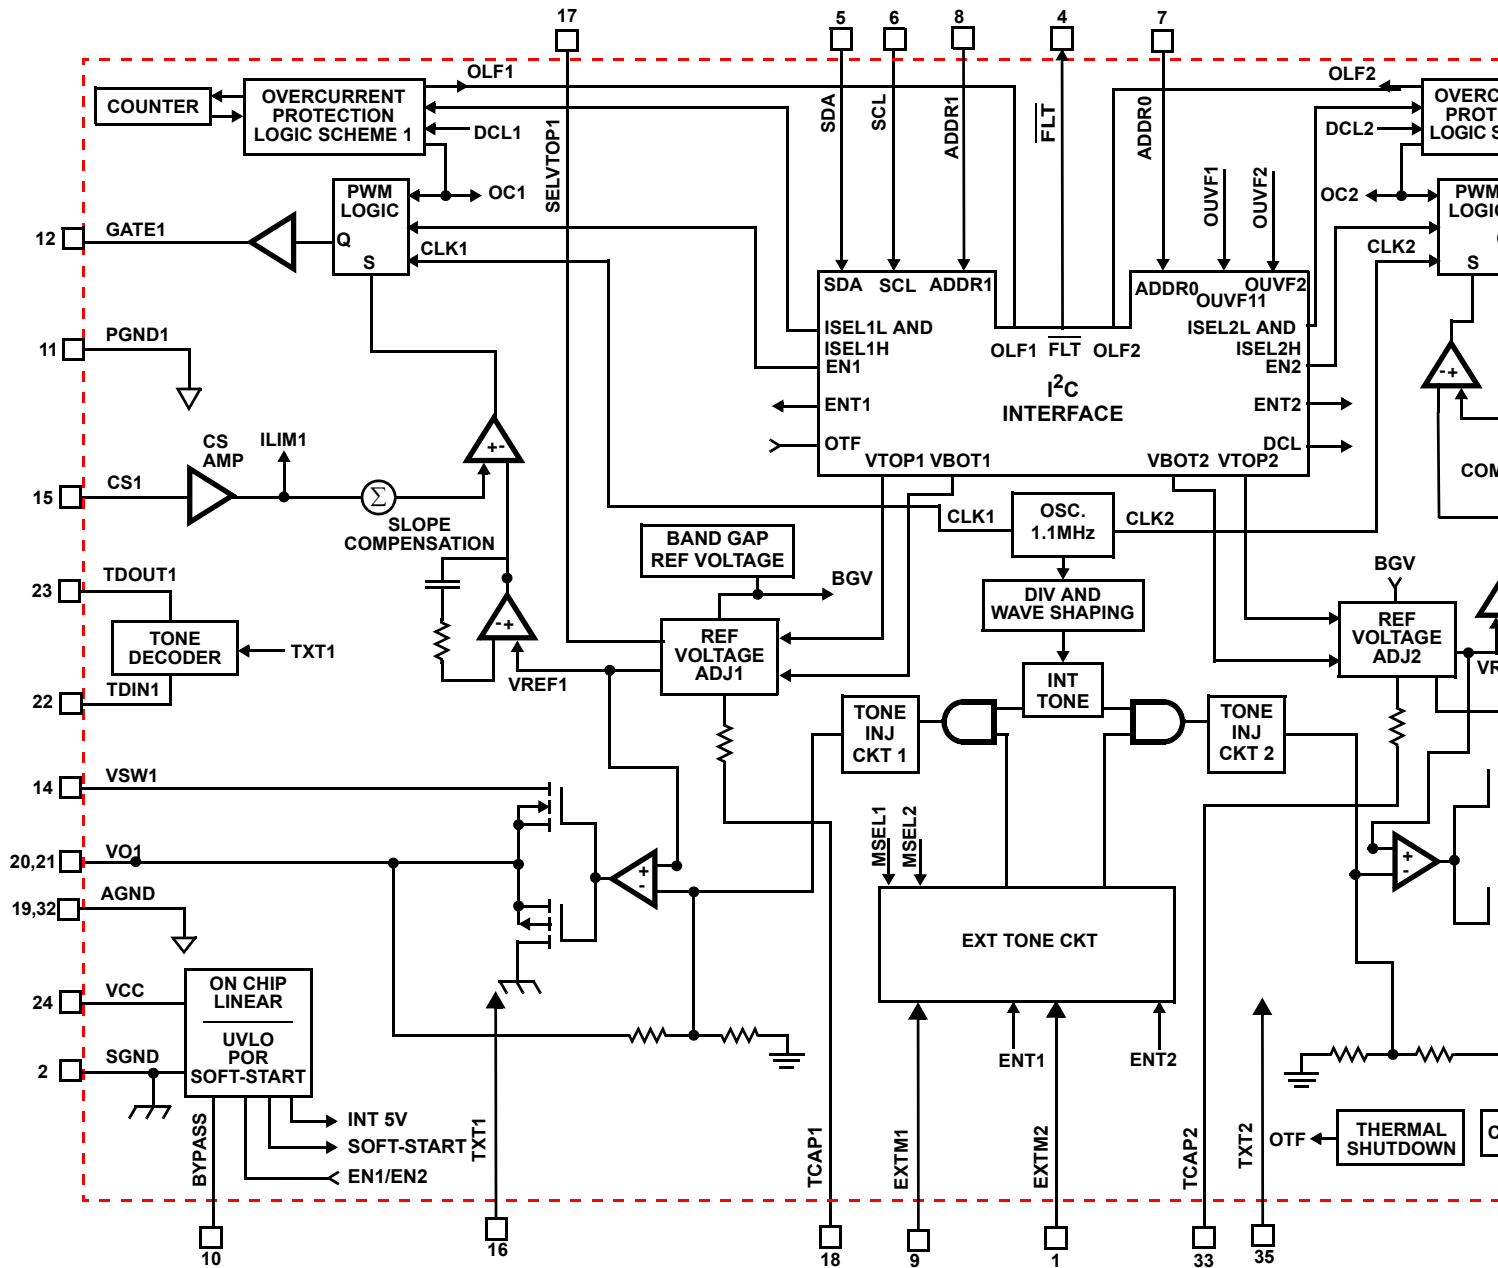 17
5
6
8
4
7
OLF1
OLF2
COUNTER
OVERCURRENT
PROTECTION
LOGIC SCHEME 1
DCL1
SELVTOP1
SDA
SCL
ADDR1
FLT
ADDR0
OUVF1
OUVF2
DCL2
OVERC
PROT
LOGIC S
PWM
LOGIC
Q
S
OC1
CLK1
OC2
CLK2
PWM
LOGIC
S
12
GATE1
11
PGND1
SDA
SCL
ADDR1
ADDR0
OUVF11
OUVF2
ISEL1L AND
ISEL1H
EN1
ENT1
OTF
VTOP1
VBOT1
OLF1
FLT
OLF2
I2C
INTERFACE
ISEL2L AND
ISEL2H
EN2
ENT2
DCL
VBOT2
VTOP2
-+
COM
15
CS1
CS
AMP
ILIM1
Σ
+-
SLOPE
COMPENSATION
CLK1
OSC.
1.1MHz
CLK2
BAND GAP
REF VOLTAGE
BGV
BGV
DIV AND
WAVE SHAPING
23
TDOUT1
TONE
DECODER
TXT1
22
TDIN1
-+
VREF1
REF
VOLTAGE
ADJ1
INT
TONE
REF
VOLTAGE
ADJ2
VR
TONE
INJ
CKT 1
TONE
INJ
CKT 2
14
VSW1
20,21
VO1
19,32
AGND
+
-
MSEL1
MSEL2
EXT TONE CKT
+
-
24
VCC
2
SGND
ON CHIP
LINEAR
UVLO
POR
SOFT-START
INT 5V
SOFT-START
EN1/EN2
BYPASS
TXT1
TCAP1
EXTM1
ENT1
EXTM2
ENT2
TCAP2
TXT2
OTF
THERMAL
SHUTDOWN
C
10
16
18
9
1
33
35